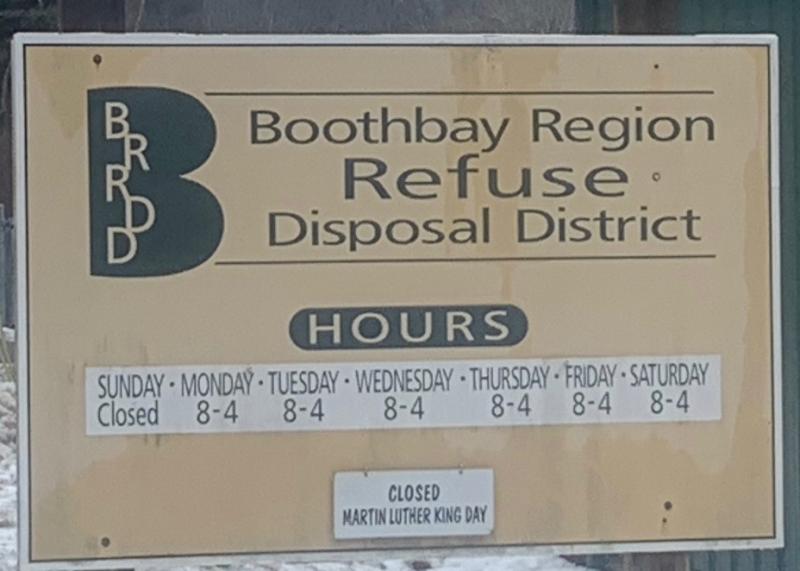 BRRDD
Boothbay Region
Refuse
Disposal District
HOURS
SUNDAY · MONDAY · TUESDAY · WEDNESDAY · THURSDAY · FRIDAY · SATURDAY
Closed 8-4 8-4 8-4 8-4 8-4 8-4
CLOSED
MARTIN LUTHER KING DAY